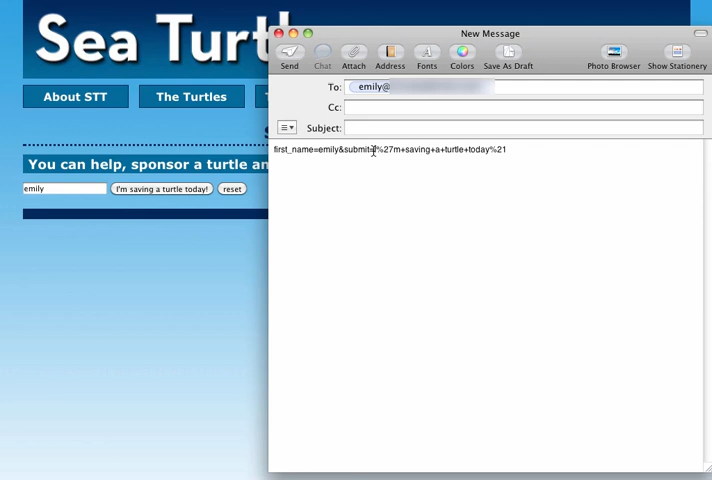 Sea Turt
New Message
Send
Chat
Attach
Address
Fonts
Colors
Save As Draft
Photo Browser
Show Stationery
About STT
The Turtles
To: emily@
Cc:
Subject:
You can help, sponsor a turtle an
first_name=emily&submit=I%27m+saving+a+turtle+today%21
emily
I'm saving a turtle today!
reset